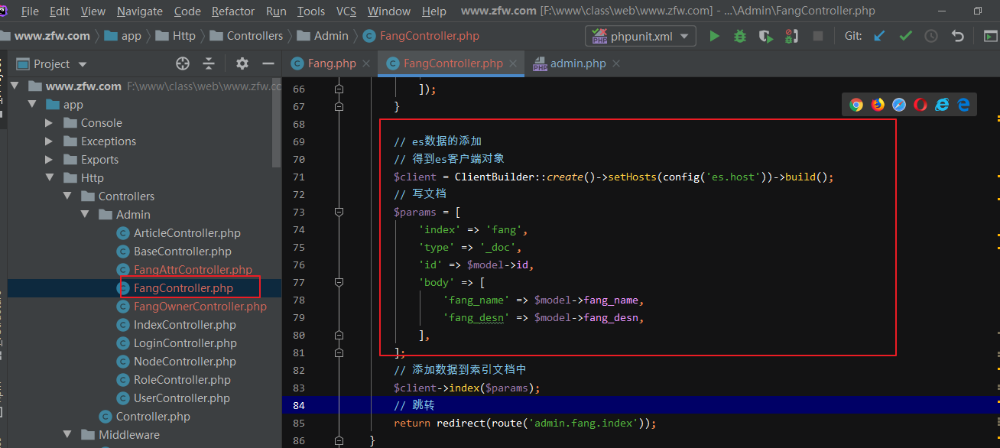 File Edit View Navigate Code Refactor Run Tools VCS Window Help www.zfw.com [F:\www\class\web\www.zfw.com] - ...\Admin\FangController.php
www.zfw.com app Http Controllers Admin FangController.php phpunit.xml Git:
Project
Fang.php FangController.php admin.php
www.zfw.com F:\www\class\web\www.zfw.co
app
Console
Exceptions
Exports
Http
Controllers
Admin
ArticleController.php
BaseController.php
FangAttrController.php
FangController.php
FangOwnerController.php
IndexController.php
LoginController.php
NodeController.php
RoleController.php
UserController.php
Controller.php
Middleware
66 ]);
67 }
68
69 // es数据的添加
70 // 得到es客户端对象
71 $client = ClientBuilder::create()->setHosts(config('es.host'))->build();
72 // 写文档
73 $params = [
74 'index' => 'fang',
75 'type' => '_doc',
76 'id' => $model->id,
77 'body' => [
78 'fang_name' => $model->fang_name,
79 'fang_desn' => $model->fang_desn,
80 ],
81 ];
82 // 添加数据到索引文档中
83 $client->index($params);
84 // 跳转
85 return redirect(route('admin.fang.index'));
86 }